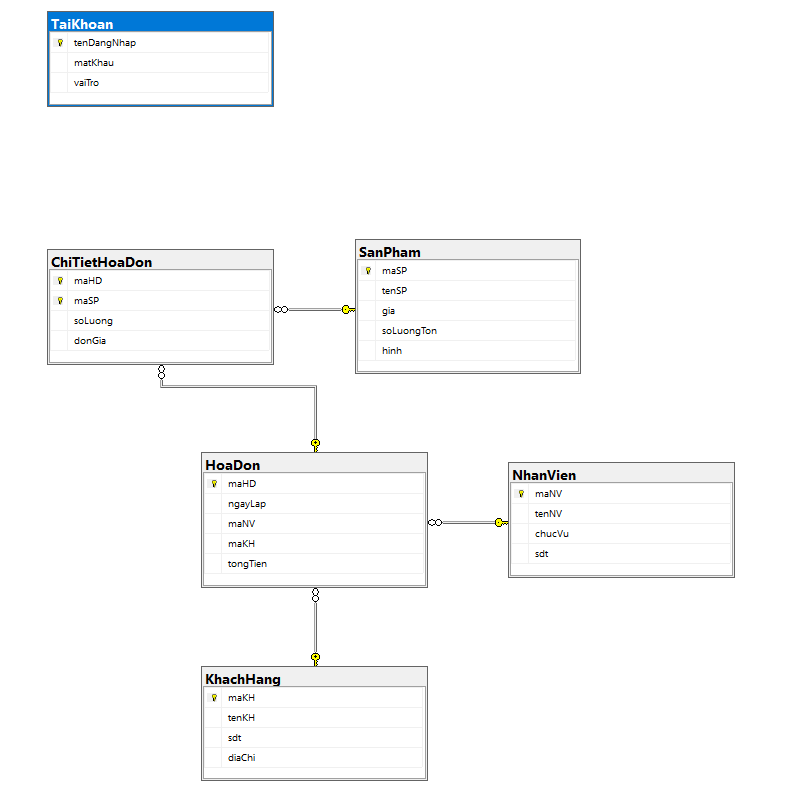 TaiKhoan
tenDangNhap
matKhau
vaiTro
ChiTietHoaDon
maHD
maSP
soLuong
donGia
SanPham
maSP
tenSP
gia
soLuongTon
hinh
HoaDon
maHD
ngayLap
maNV
maKH
tongTien
NhanVien
maNV
tenNV
chucVu
sdt
KhachHang
maKH
tenKH
sdt
diaChi